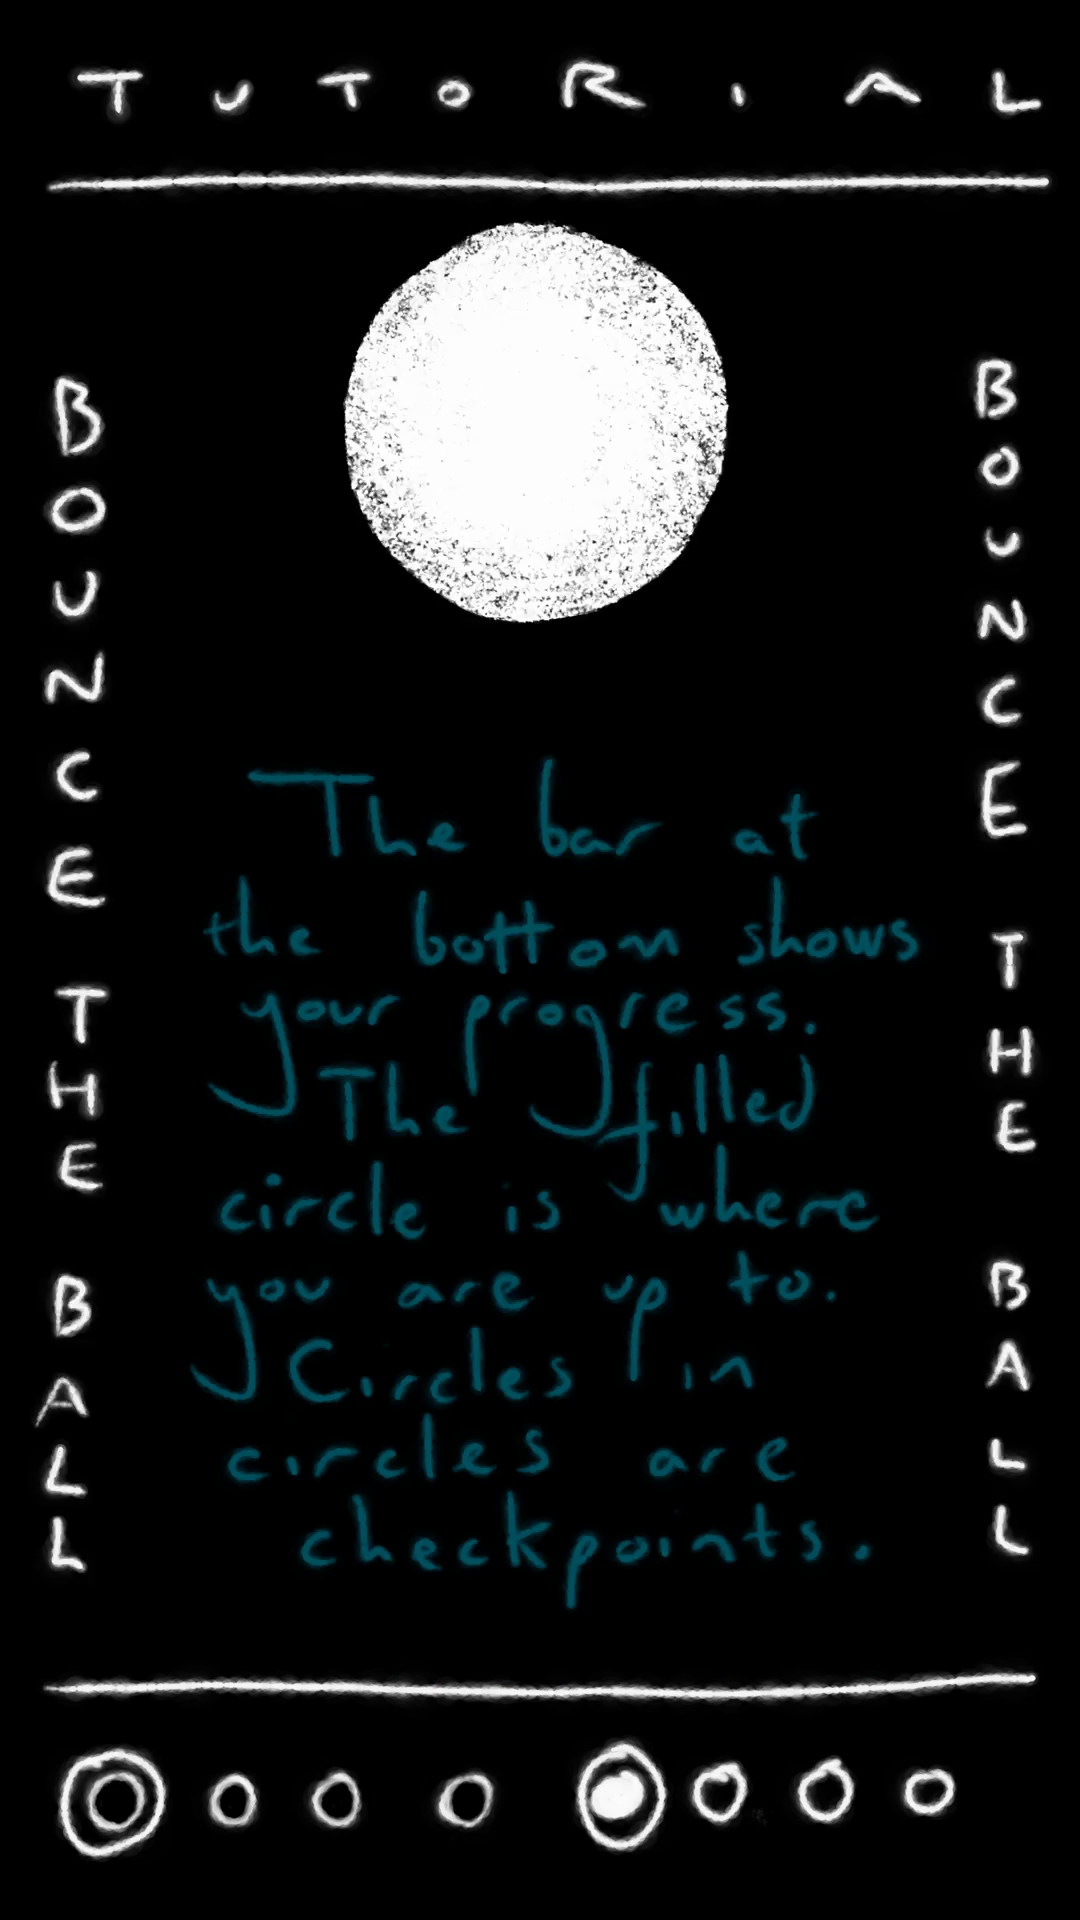 TUTORIAL
BOUNCE THE BALL
The bar at
the bottom shows
your progress.
The filled
circle is where
you are up to.
Circles in
circles are
checkpoints.
BOUNCE THE BALL